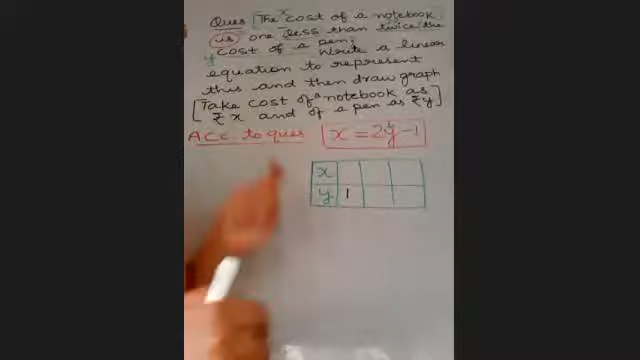 Ques The x cost of a notebook
is one less than twice the
y cost of a pen; Write a linear
equation to represent
this and then draw graph
[Take cost of a notebook as
₹ x and of a pen as ₹ y]
Acc to ques x = 2y - 1
x
y 1